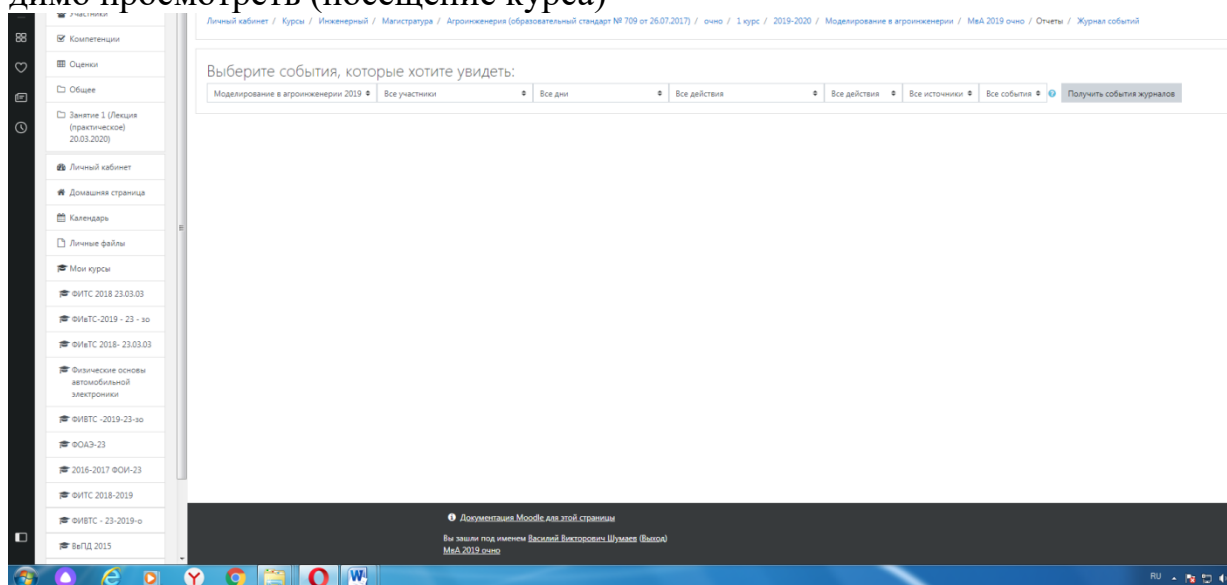 димо просмотреть (посещение курса)
Участники
Личный кабинет / Курсы / Инженерный / Магистратура / Агроинженерия (образовательный стандарт № 709 от 26.07.2017) / очно / 1 курс / 2019-2020 / Моделирование в агроинженерии / МвА 2019 очно / Отчеты / Журнал событий
Компетенции
Оценки
Общее
Занятие 1 (Лекция
(практическое)
20.03.2020)
Выберите события, которые хотите увидеть:
Моделирование в агроинженерии 2019 Все участники Все дни Все действия Все действия Все источники Все события Получить события журналов
Личный кабинет
Домашняя страница
Календарь
Личные файлы
Мои курсы
ФИТС 2018 23.03.03
ФИвТС-2019 - 23 - зо
ФИвТС 2018- 23.03.03
Физические основы
автомобильной
электроники
ФИВТС -2019-23-зо
ФОАЭ-23
2016-2017 ФОИ-23
ФИТС 2018-2019
ФИВТС - 23-2019-о
ВвПД 2015
Документация Moodle для этой страницы
Вы зашли под именем Василий Викторович Шумаев (Выход)
МвА 2019 очно
RU